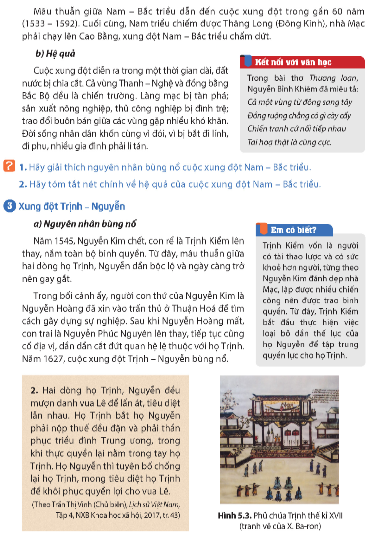 Mâu thuẫn giữa Nam – Bắc triều dẫn đến cuộc xung đột trong gần 60 năm
(1533 – 1592). Cuối cùng, Nam triều chiếm được Thăng Long (Đông Kinh), nhà Mạc
phải chạy lên Cao Bằng, xung đột Nam – Bắc triều chấm dứt.
b) Hệ quả
Cuộc xung đột diễn ra trong một thời gian dài, đất
nước bị chia cắt. Cả vùng Thanh – Nghệ và đồng bằng
Bắc Bộ đều là chiến trường. Làng mạc bị tàn phá;
sản xuất nông nghiệp, thủ công nghiệp bị đình trệ;
trao đổi buôn bán giữa các vùng gặp nhiều khó khăn.
Đời sống nhân dân khốn cùng vì đói, vì bị bắt đi lính,
đi phu, nhiều gia đình phải li tán.
Kết nối với văn học
Trong bài thơ Thương loạn,
Nguyễn Bỉnh Khiêm đã miêu tả:
Cả một vùng từ đông sang tây
Đồng ruộng chẳng có gì cày cấy
Chiến tranh cứ nối tiếp nhau
Tai hoạ thật là cùng cực.
? 1. Hãy giải thích nguyên nhân bùng nổ cuộc xung đột Nam – Bắc triều.
2. Hãy tóm tắt nét chính về hệ quả của cuộc xung đột Nam – Bắc triều.
3 Xung đột Trịnh – Nguyễn
a) Nguyên nhân bùng nổ
Năm 1545, Nguyễn Kim chết, con rể là Trịnh Kiểm lên
thay, nắm toàn bộ binh quyền. Từ đây, mâu thuẫn giữa
hai dòng họ Trịnh, Nguyễn dần bộc lộ và ngày càng trở
nên gay gắt.
Trong bối cảnh ấy, người con thứ của Nguyễn Kim là
Nguyễn Hoàng đã xin vào trấn thủ ở Thuận Hoá để tìm
cách gây dựng sự nghiệp. Sau khi Nguyễn Hoàng mất,
con trai là Nguyễn Phúc Nguyên lên thay, tiếp tục củng
cố địa vị, dần dần cắt đứt quan hệ lệ thuộc với họ Trịnh.
Năm 1627, cuộc xung đột Trịnh – Nguyễn bùng nổ.
Em có biết?
Trịnh Kiểm vốn là người
có tài thao lược và có sức
khoẻ hơn người, từng theo
Nguyễn Kim đánh dẹp nhà
Mạc, lập được nhiều chiến
công nên được trao binh
quyền. Từ đây, Trịnh Kiểm
bắt đầu thực hiện việc
loại bỏ dần thế lực của
họ Nguyễn để tập trung
quyền lực cho họ Trịnh.
2. Hai dòng họ Trịnh, Nguyễn đều
mượn danh vua Lê để lấn át, tiêu diệt
lẫn nhau. Họ Trịnh bắt họ Nguyễn
phải nộp thuế đều đặn và phải thần
phục triều đình Trung ương, trong
khi thực quyền lại nằm trong tay họ
Trịnh. Họ Nguyễn thì tuyên bố chống
lại họ Trịnh, mong tiêu diệt họ Trịnh
để khôi phục quyền lợi cho vua Lê.
(Theo Trần Thị Vinh (Chủ biên), Lịch sử Việt Nam,
Tập 4, NXB Khoa học xã hội, 2017, tr. 43)
Hình 5.3. Phủ chúa Trịnh thế kỉ XVII
(tranh vẽ của X. Ba-ron)